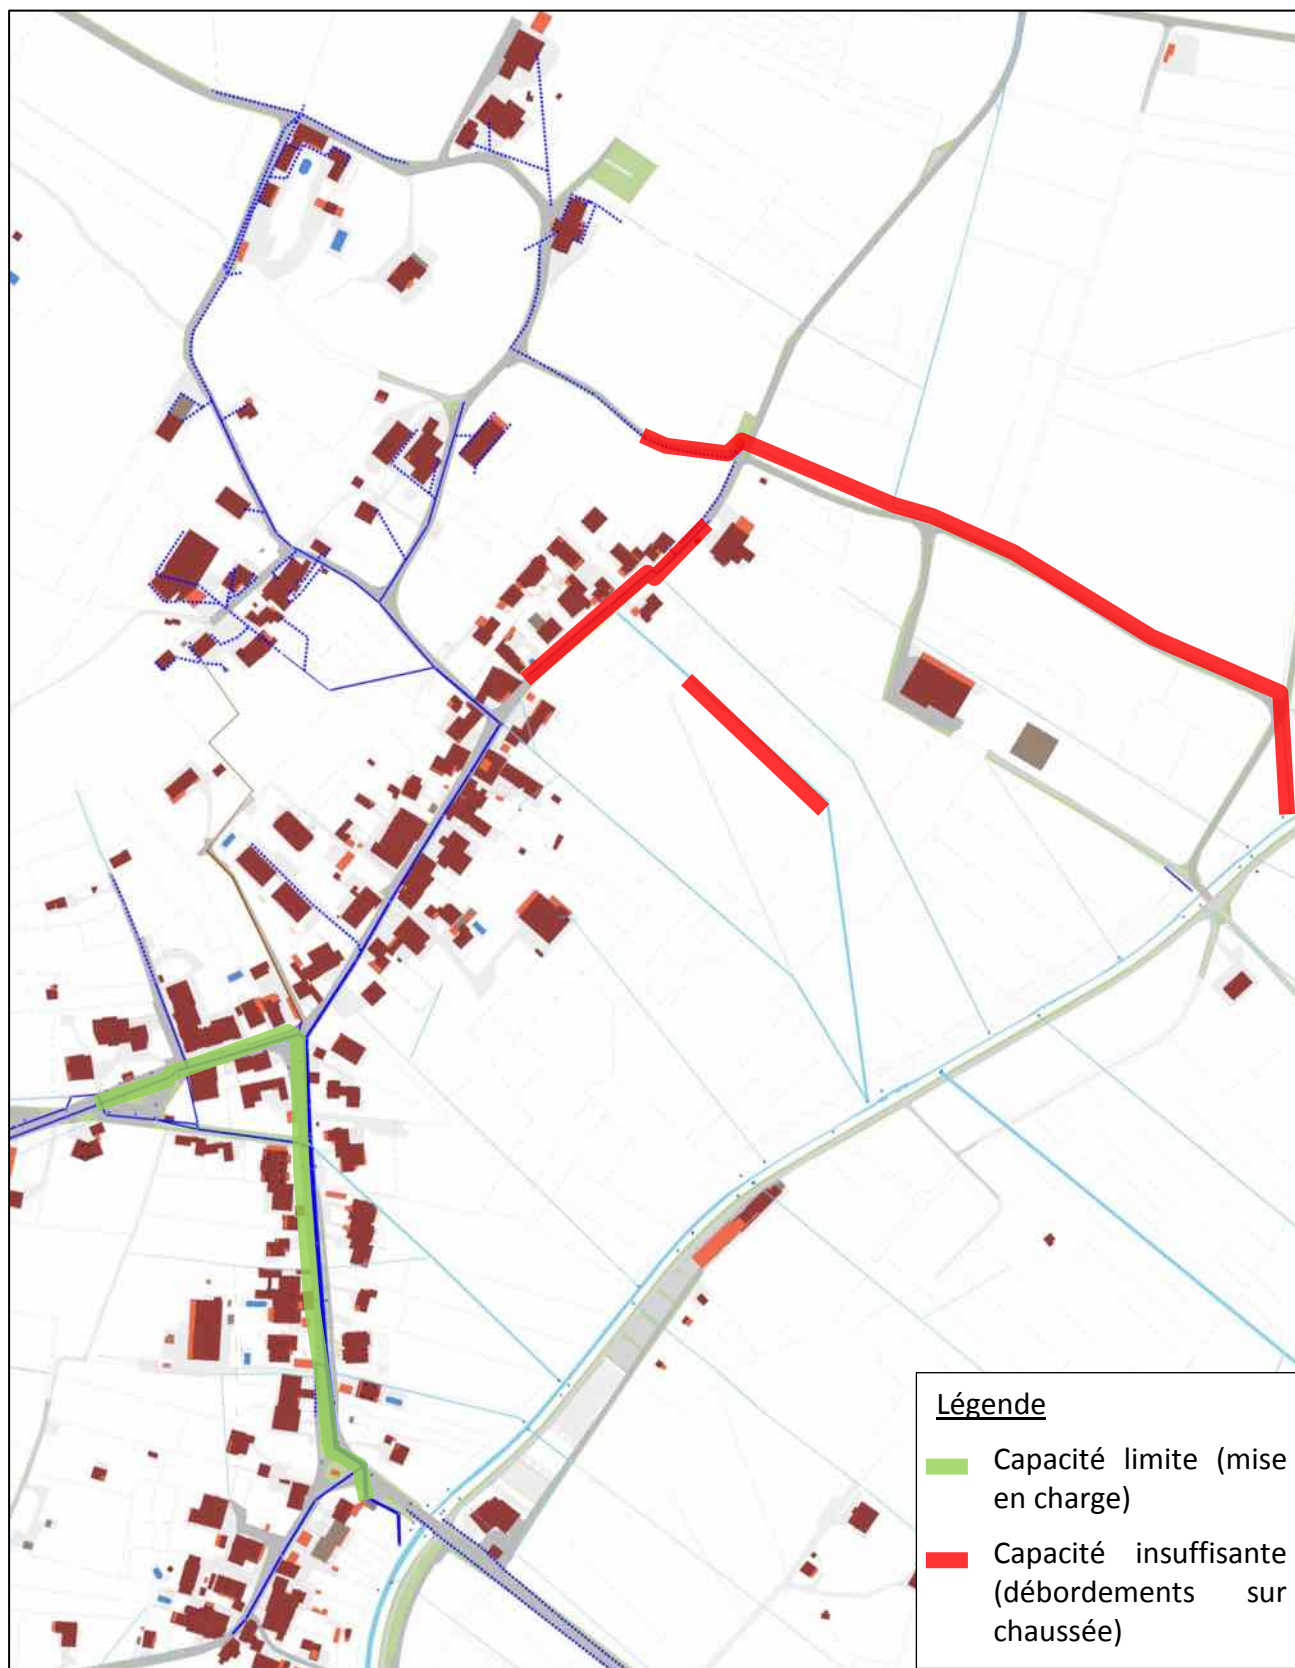 Légende
Capacité limite (mise
en charge)
Capacité insuffisante
(débordements sur
chaussée)